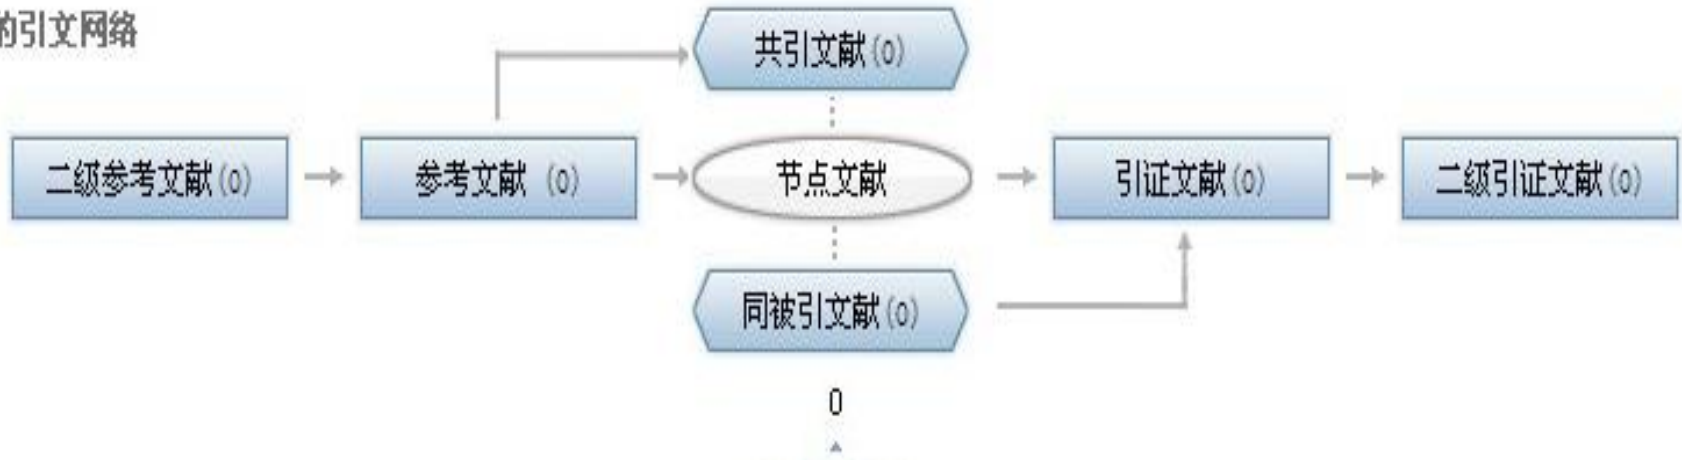 的引文网络
共引文献(0)
二级参考文献(0)
参考文献 (0)
节点文献
引证文献(0)
二级引证文献(0)
同被引文献(0)
0